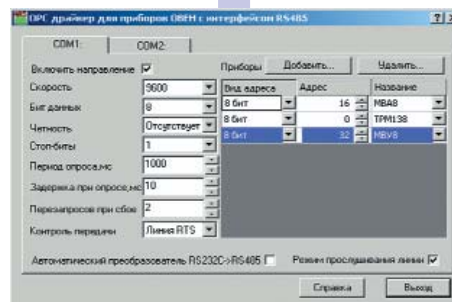 OPC драйвер для приборов ОВЕН с интерфейсом RS485
COM1:
COM2:
Включить направление
Скорость 9600
Бит данных 8
Четность Отсутствует
Стоп-биты 1
Период опроса,мс 1000
Задержка при опросе,мс 10
Перезапросов при сбое 2
Контроль передачи Линия RTS
Приборы Добавить... Удалить...
Вид адреса Адрес Название
8 бит 16 МВА8
8 бит 0 ТРМ138
8 бит 32 МВУ8
Автоматический преобразователь RS232C->RS485
Режим прослушивания линии
Справка
Выход